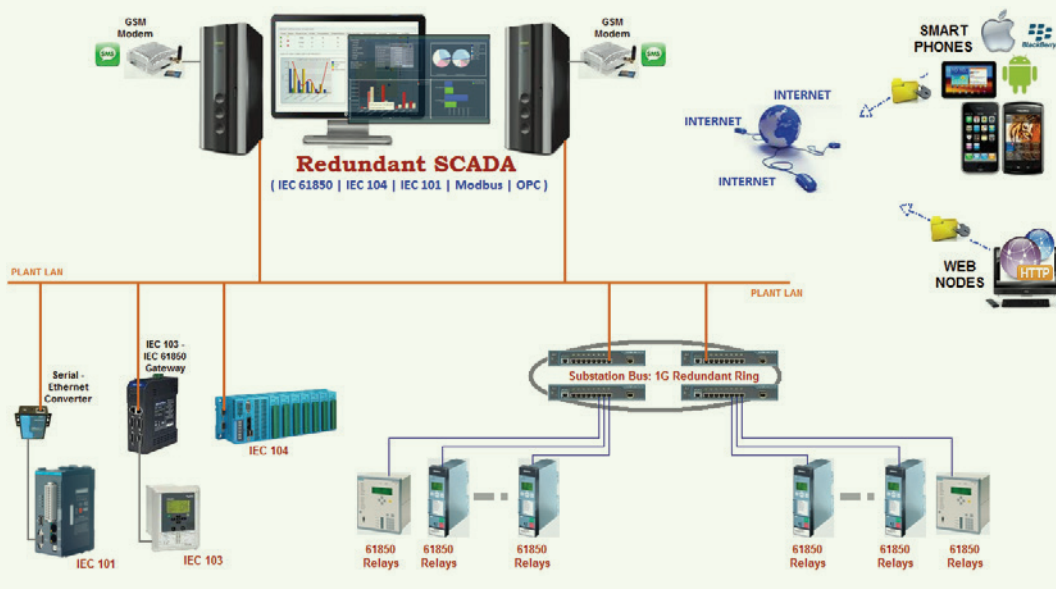 GSM
Modem
SMS
GSM
Modem
SMS
Redundant SCADA
( IEC 61850 | IEC 104 | IEC 101 | Modbus | OPC )
INTERNET
INTERNET
INTERNET
SMART
PHONES
BlackBerry
WEB
NODES
HTTP
PLANT LAN
PLANT LAN
Serial -
Ethernet
Converter
IEC 103 -
IEC 61850
Gateway
IEC 104
IEC 101
IEC 103
Substation Bus: 1G Redundant Ring
61850
Relays
61850
Relays
61850
Relays
61850
Relays
61850
Relays
61850
Relays